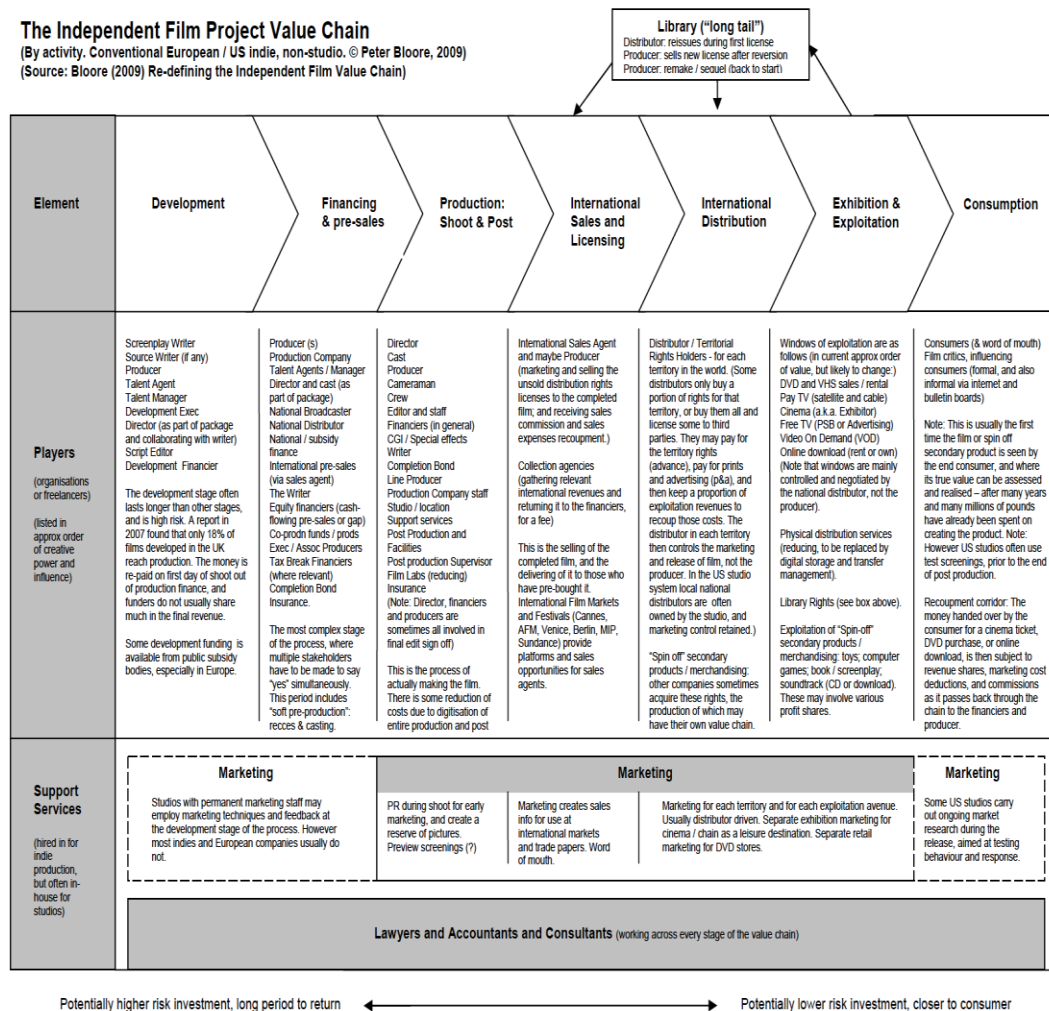 The Independent Film Project Value Chain
(By activity. Conventional European / US indie, non-studio. © Peter Bloore, 2009)
(Source: Bloore (2009) Re-defining the Independent Film Value Chain)
Library ("long tail")
Distributor: reissues during first license
Producer: sells new license after reversion
Producer: remake / sequel (back to start)
Element
Development
Financing
& pre-sales
Production:
Shoot & Post
International
Sales and
Licensing
International
Distribution
Exhibition &
Exploitation
Consumption
Players
(organisations
or freelancers)
(listed in
approx order
of creative
power and
influence)
Screenplay Writer
Source Writer (if any)
Producer
Talent Agent
Talent Manager
Development Exec
Director (as part of package
and collaborating with writer)
Script Editor
Development Financier
The development stage often
lasts longer than other stages,
and is high risk. A report in
2007 found that only 18% of
films developed in the UK
reach production. The money is
re-paid on first day of shoot out
of production finance, and
funders do not usually share
much in the final revenue.
Some development funding is
available from public subsidy
bodies, especially in Europe.
Producer (s)
Production Company
Talent Agents / Manager
Director and cast (as
part of package)
National Broadcaster
National Distributor
National / subsidy
finance
International pre-sales
(via sales agent)
The Writer
Equity financiers (cash-
flowing pre-sales or gap)
Co-prodn funds / prods
Exec / Assoc Producers
Tax Break Financiers
(where relevant)
Completion Bond
Insurance.
The most complex stage
of the process, where
multiple stakeholders
have to be made to say
"yes" simultaneously.
This period includes
"soft pre-production":
recces & casting.
Director
Cast
Producer
Cameraman
Crew
Editor and staff
Financiers (in general)
CGI / Special effects
Writer
Completion Bond
Line Producer
Production Company staff
Studio / location
Support services
Post Production and
Facilities
Post production Supervisor
Film Labs (reducing)
Insurance
(Note: Director, financiers
and producers are
sometimes all involved in
final edit sign off)
This is the process of
actually making the film.
There is some reduction of
costs due to digitisation of
entire production and post
International Sales Agent
and maybe Producer
(marketing and selling the
unsold distribution rights
licenses to the completed
film; and receiving sales
commission and sales
expenses recoupment.)
Collection agencies
(gathering relevant
international revenues and
returning it to the financiers,
for a fee)
This is the selling of the
completed film, and the
delivering of it to those who
have pre-bought it.
International Film Markets
and Festivals (Cannes,
AFM, Venice, Berlin, MIP,
Sundance) provide
platforms and sales
opportunities for sales
agents.
Distributor / Territorial
Rights Holders - for each
territory in the world. (Some
distributors only buy a
portion of rights for that
territory, or buy them all and
license some to third
parties. They may pay for
the territory rights
(advance), pay for prints
and advertising (p&a), and
then keep a proportion of
exploitation revenues to
recoup those costs. The
distributor in each territory
then controls the marketing
and release of film, not the
producer. In the US studio
system local national
distributors are often
owned by the studio, and
marketing control retained.)
"Spin off" secondary
products / merchandising:
other companies sometimes
acquire these rights, the
production of which may
have their own value chain.
Windows of exploitation are as
follows (in current approx order
of value, but likely to change:)
DVD and VHS sales / rental
Pay TV (satellite and cable)
Cinema (a.k.a. Exhibitor)
Free TV (PSB or Advertising)
Video On Demand (VOD)
Online download (rent or own)
(Note that windows are mainly
controlled and negotiated by
the national distributor, not the
producer).
Physical distribution services
(reducing, to be replaced by
digital storage and transfer
management).
Library Rights (see box above).
Exploitation of "Spin-off"
secondary products /
merchandising: toys; computer
games; book / screenplay;
soundtrack (CD or download).
These may involve various
profit shares.
Consumers (& word of mouth)
Film critics, influencing
consumers (formal, and also
informal via internet and
bulletin boards)
Note: This is usually the first
time the film or spin off
secondary product is seen by
the end consumer, and where
its true value can be assessed
and realised – after many years
and many millions of pounds
have already been spent on
creating the product. Note:
However US studios often use
test screenings, prior to the end
of post production.
Recoupment corridor: The
money handed over by the
consumer for a cinema ticket,
DVD purchase, or online
download, is then subject to
revenue shares, marketing cost
deductions, and commissions
as it passes back through the
chain to the financiers and
producer.
Support
Services
(hired in for
indie
production,
but often in-
house for
studios)
Marketing
Studios with permanent marketing staff may
employ marketing techniques and feedback at
the development stage of the process. However
most indies and European companies usually do
not.
Marketing
PR during shoot for early
marketing, and create a
reserve of pictures.
Preview screenings (?)
Marketing creates sales
info for use at
international markets
and trade papers. Word
of mouth.
Marketing for each territory and for each exploitation avenue.
Usually distributor driven. Separate exhibition marketing for
cinema / chain as a leisure destination. Separate retail
marketing for DVD stores.
Marketing
Some US studios carry
out ongoing market
research during the
release, aimed at testing
behaviour and response.
Lawyers and Accountants and Consultants (working across every stage of the value chain)
Potentially higher risk investment, long period to return
Potentially lower risk investment, closer to consumer